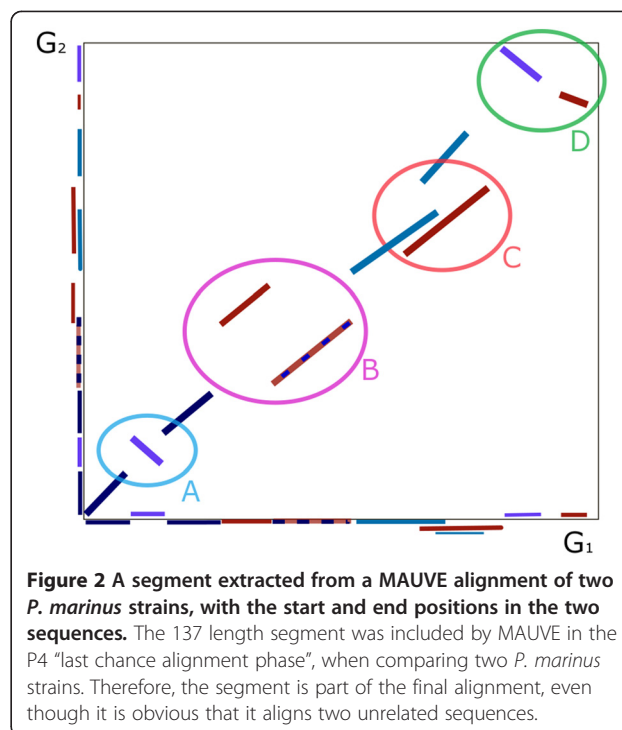 G₂
D
C
B
A
G₁
Figure 2 A segment extracted from a MAUVE alignment of two
P. marinus strains, with the start and end positions in the two
sequences. The 137 length segment was included by MAUVE in the
P4 “last chance alignment phase”, when comparing two P. marinus
strains. Therefore, the segment is part of the final alignment, even
though it is obvious that it aligns two unrelated sequences.